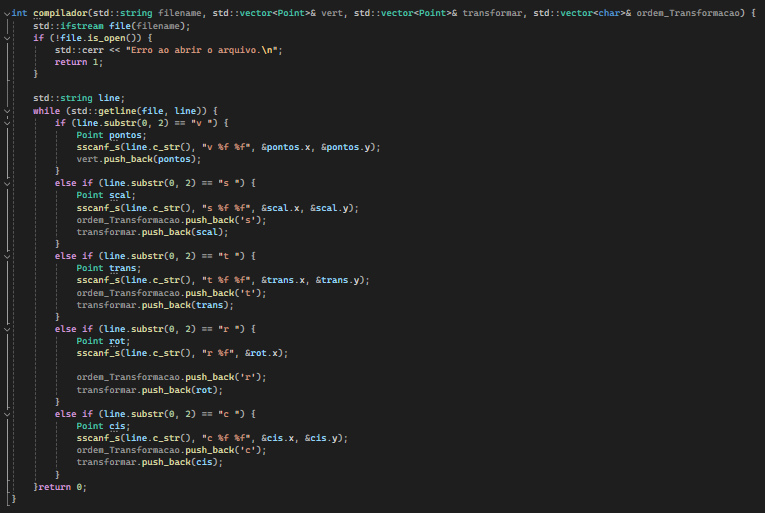 int compilador(std::string filename, std::vector<Point>& vert, std::vector<Point>& transformar, std::vector<char>& ordem_Transformacao) {
    std::ifstream file(filename);
    if (!file.is_open()) {
        std::cerr << "Erro ao abrir o arquivo.\n";
        return 1;
    }

    std::string line;
    while (std::getline(file, line)) {
        if (line.substr(0, 2) == "v ") {
            Point pontos;
            sscanf_s(line.c_str(), "v %f %f", &pontos.x, &pontos.y);
            vert.push_back(pontos);
        }
        else if (line.substr(0, 2) == "s ") {
            Point scal;
            sscanf_s(line.c_str(), "s %f %f", &scal.x, &scal.y);
            ordem_Transformacao.push_back('s');
            transformar.push_back(scal);
        }
        else if (line.substr(0, 2) == "t ") {
            Point trans;
            sscanf_s(line.c_str(), "t %f %f", &trans.x, &trans.y);
            ordem_Transformacao.push_back('t');
            transformar.push_back(trans);
        }
        else if (line.substr(0, 2) == "r ") {
            Point rot;
            sscanf_s(line.c_str(), "r %f", &rot.x);

            ordem_Transformacao.push_back('r');
            transformar.push_back(rot);
        }
        else if (line.substr(0, 2) == "c ") {
            Point cis;
            sscanf_s(line.c_str(), "c %f %f", &cis.x, &cis.y);
            ordem_Transformacao.push_back('c');
            transformar.push_back(cis);
        }
    }return 0;
}